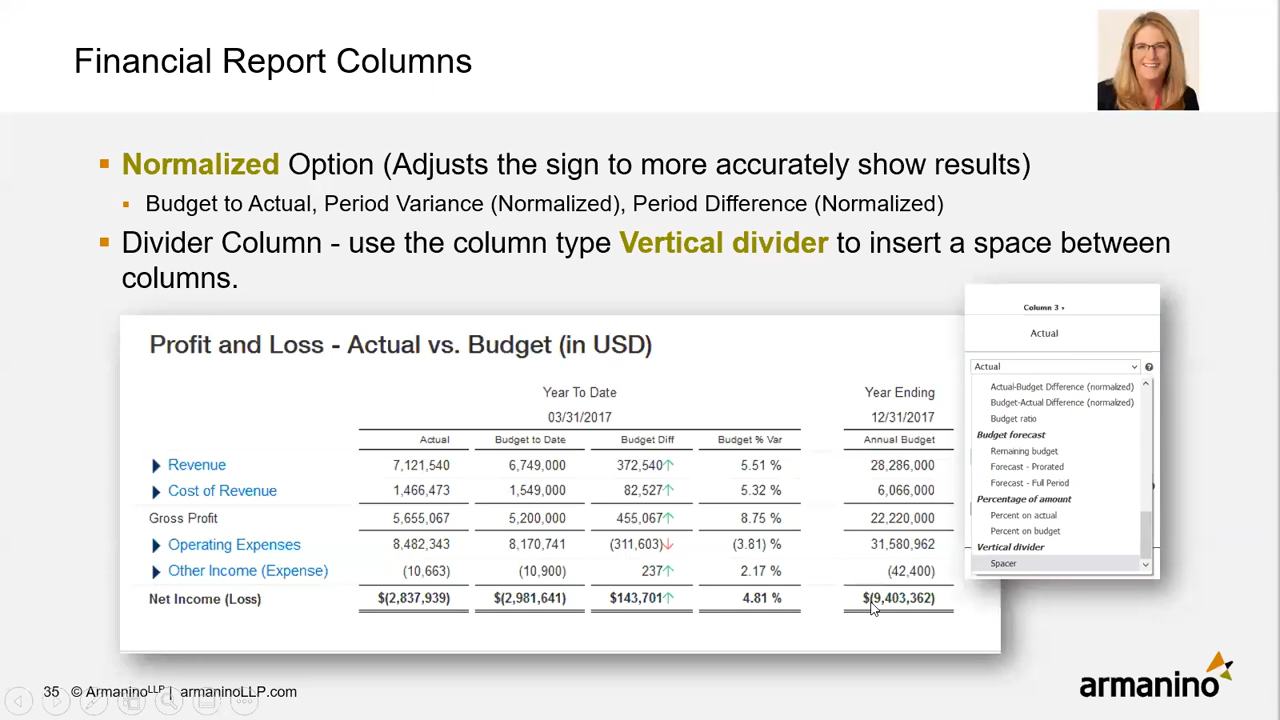 Financial Report Columns
Normalized Option (Adjusts the sign to more accurately show results)
Budget to Actual, Period Variance (Normalized), Period Difference (Normalized)
Divider Column - use the column type Vertical divider to insert a space between
columns.
Profit and Loss - Actual vs. Budget (in USD)
Year To Date Year Ending
03/31/2017 12/31/2017
Actual Budget to Date Budget Diff Budget % Var Annual Budget
Revenue 7,121,540 6,749,000 372,540↑ 5.51 % 28,286,000
Cost of Revenue 1,466,473 1,549,000 82,527↑ 5.32 % 6,066,000
Gross Profit 5,655,067 5,200,000 455,067↑ 8.75 % 22,220,000
Operating Expenses 8,482,343 8,170,741 (311,603)↓ (3.81) % 31,580,962
Other Income (Expense) (10,663) (10,900) 237↑ 2.17 % (42,400)
Net Income (Loss) $(2,837,939) $(2,981,641) $143,701↑ 4.81 % $(9,403,362)
Column 3
Actual
Actual
Actual-Budget Difference (normalized)
Budget-Actual Difference (normalized)
Budget ratio
Budget forecast
Remaining budget
Forecast - Prorated
Forecast - Full Period
Percentage of amount
Percent on actual
Percent on budget
Vertical divider
Spacer
35 © ArmaninoLLP | armaninoLLP.com
armanino